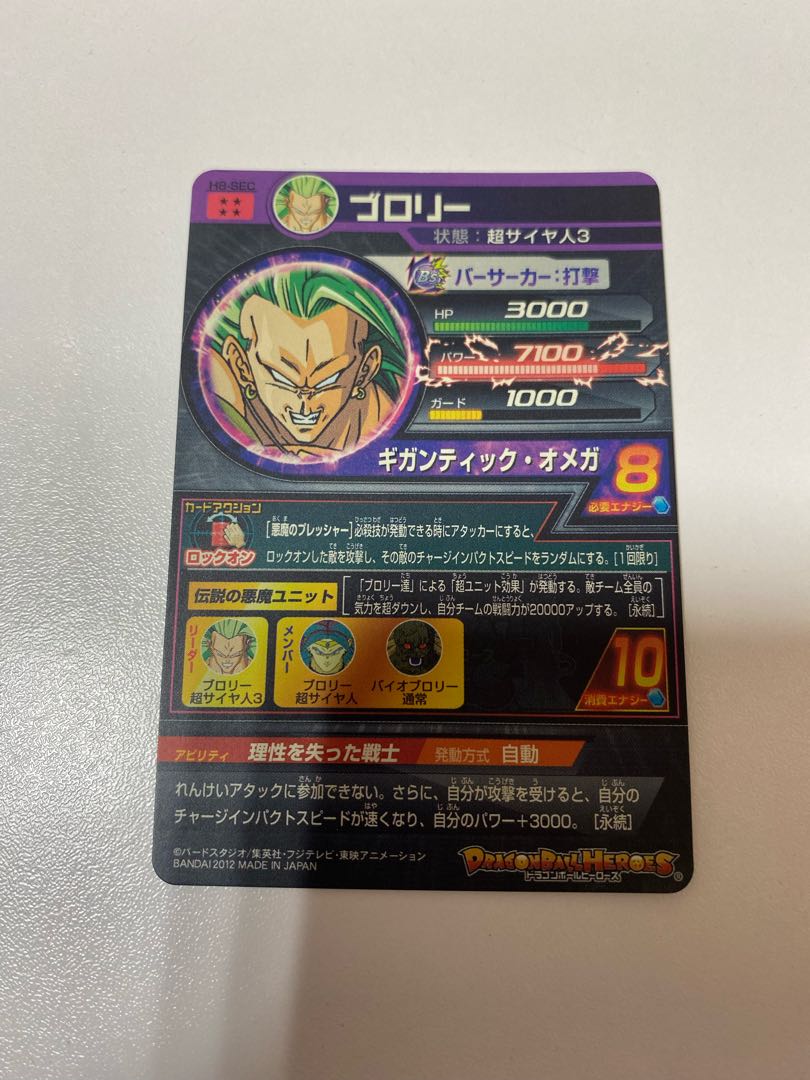 H8-SEC
ブロリー
状態：超サイヤ人3
BS バーサーカー：打撃
HP 3000
パワー 7100
ガード 1000
ギガンティック・オメガ 8
必要エナジー
カードアクション
ロックオン
[悪魔のプレッシャー]必殺技が発動できる時にアタッカーにすると、
ロックオンした敵を攻撃し、その敵のチャージインパクトスピードをランダムにする。[1回限り]
伝説の悪魔ユニット
「ブロリー達」による「超ユニット効果」が発動する。敵チーム全員の
気力を超ダウンし、自分チームの戦闘力が20000アップする。 [永続]
リーダー
ブロリー
超サイヤ人3
メンバー
ブロリー
超サイヤ人
バイオブロリー
通常
10
消費エナジー
アビリティ 理性を失った戦士 発動方式 自動
れんけいアタックに参加できない。さらに、自分が攻撃を受けると、自分の
チャージインパクトスピードが速くなり、自分のパワー+3000。 [永続]
©バードスタジオ/集英社・フジテレビ・東映アニメーション
BANDAI 2012 MADE IN JAPAN
DRAGONBALL HEROES
ドラゴンボールヒーローズ ®